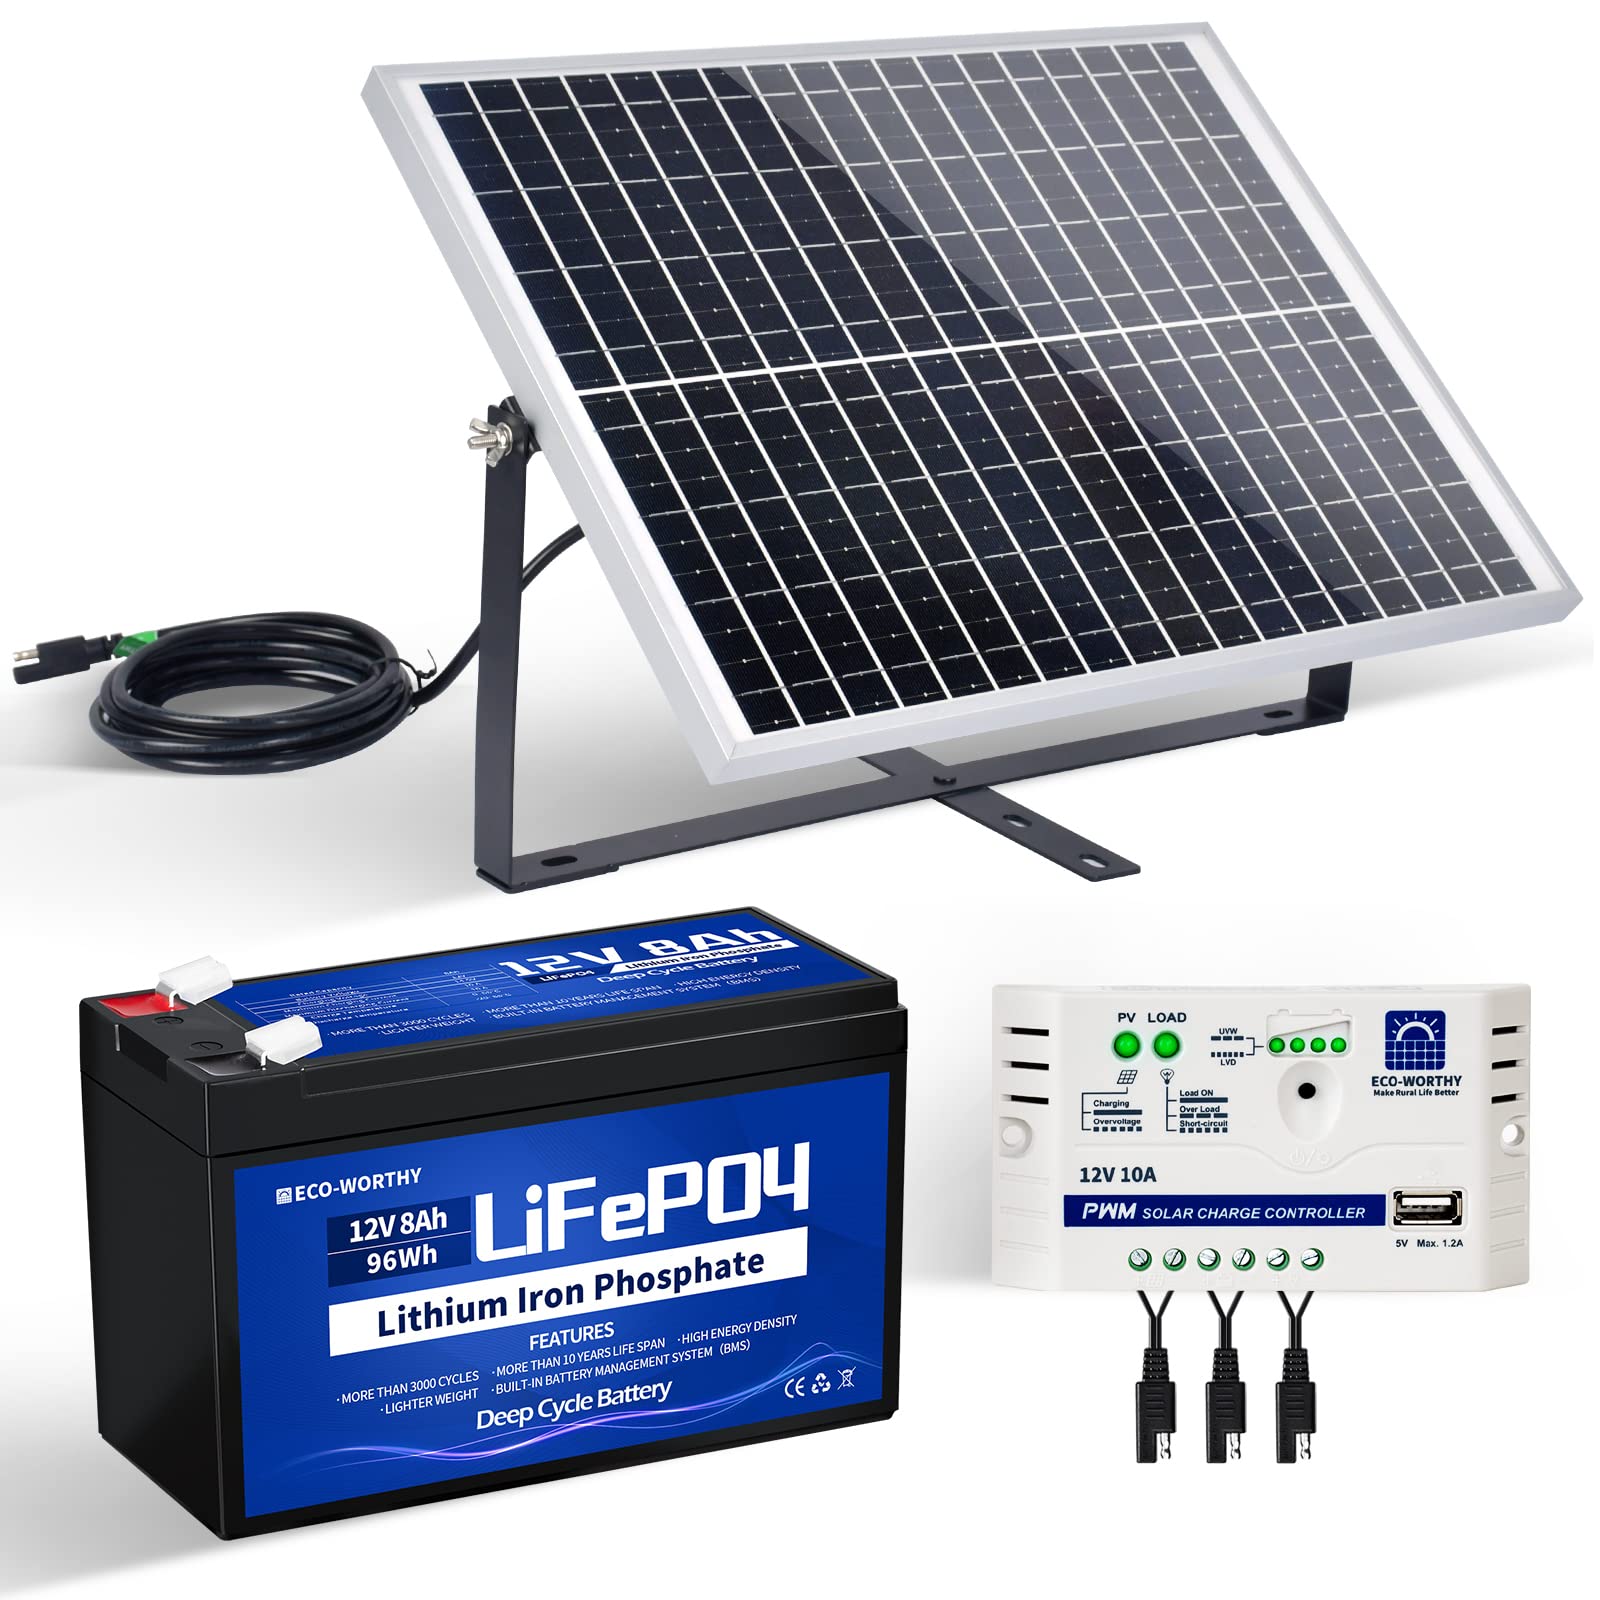 12V 8Ah
LiFePO4 Lithium Iron Phosphate
Deep Cycle Battery
·MORE THAN 10 YEARS LIFE SPAN ·HIGH ENERGY DENSITY
·MORE THAN 3000 CYCLES ·BUILT-IN BATTERY MANAGEMENT SYSTEM (BMS)
·LIGHTER WEIGHT
Rated Capacity
ECO-WORTHY
12V 8Ah
96Wh
LiFePO4
Lithium Iron Phosphate
FEATURES
·MORE THAN 3000 CYCLES ·MORE THAN 10 YEARS LIFE SPAN ·HIGH ENERGY DENSITY
·LIGHTER WEIGHT ·BUILT-IN BATTERY MANAGEMENT SYSTEM (BMS)
Deep Cycle Battery
CE
PV LOAD
UVW
LVD
ECO-WORTHY
Make Rural Life Better
Charging
Overvoltage
Load ON
Over Load
Short-circuit
12V 10A
PWM SOLAR CHARGE CONTROLLER
5V Max. 1.2A